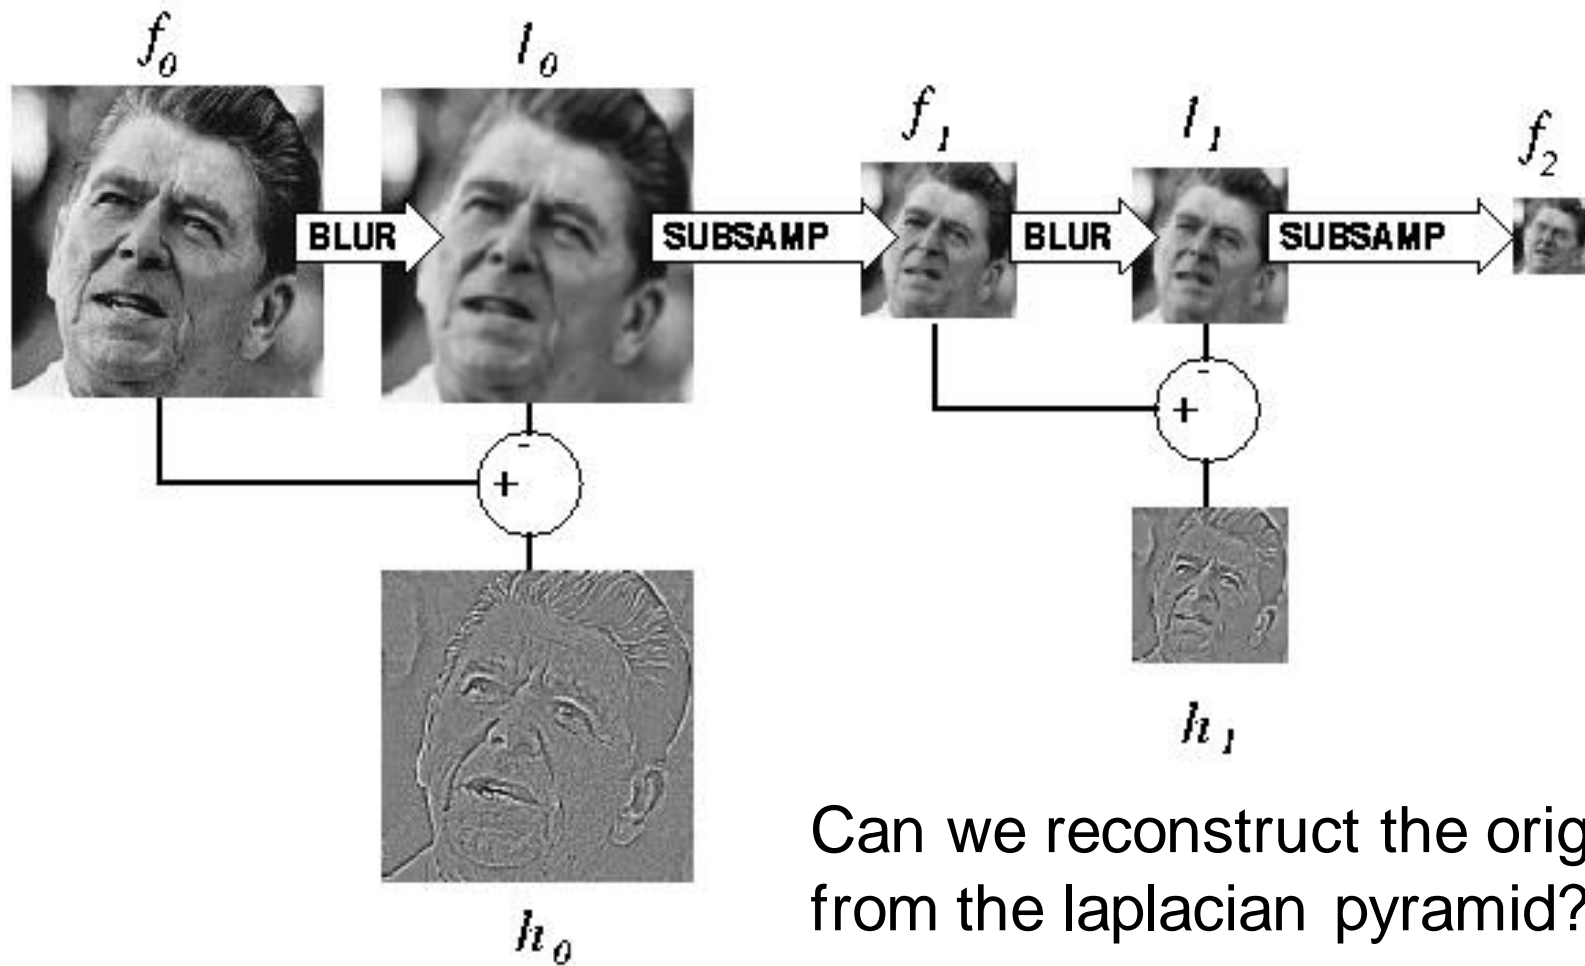 f0
l0
f1
l1
f2
BLUR
SUBSAMP
BLUR
SUBSAMP
-
+
-
+
h1
h0
Can we reconstruct the orig
from the laplacian pyramid?